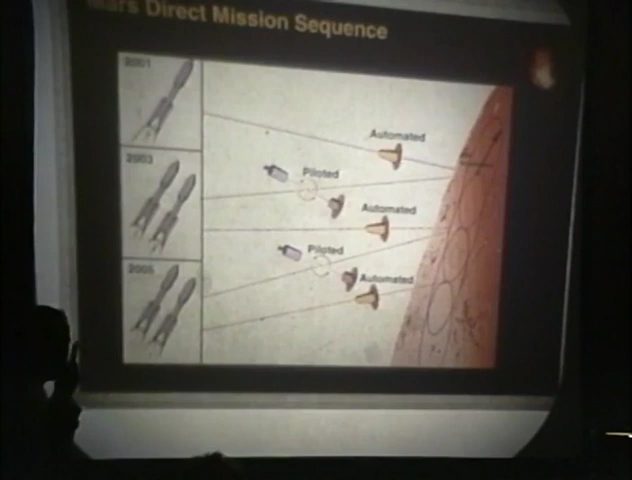 Mars Direct Mission Sequence
2001
Automated
2003
Piloted
Automated
Piloted
2005
Automated